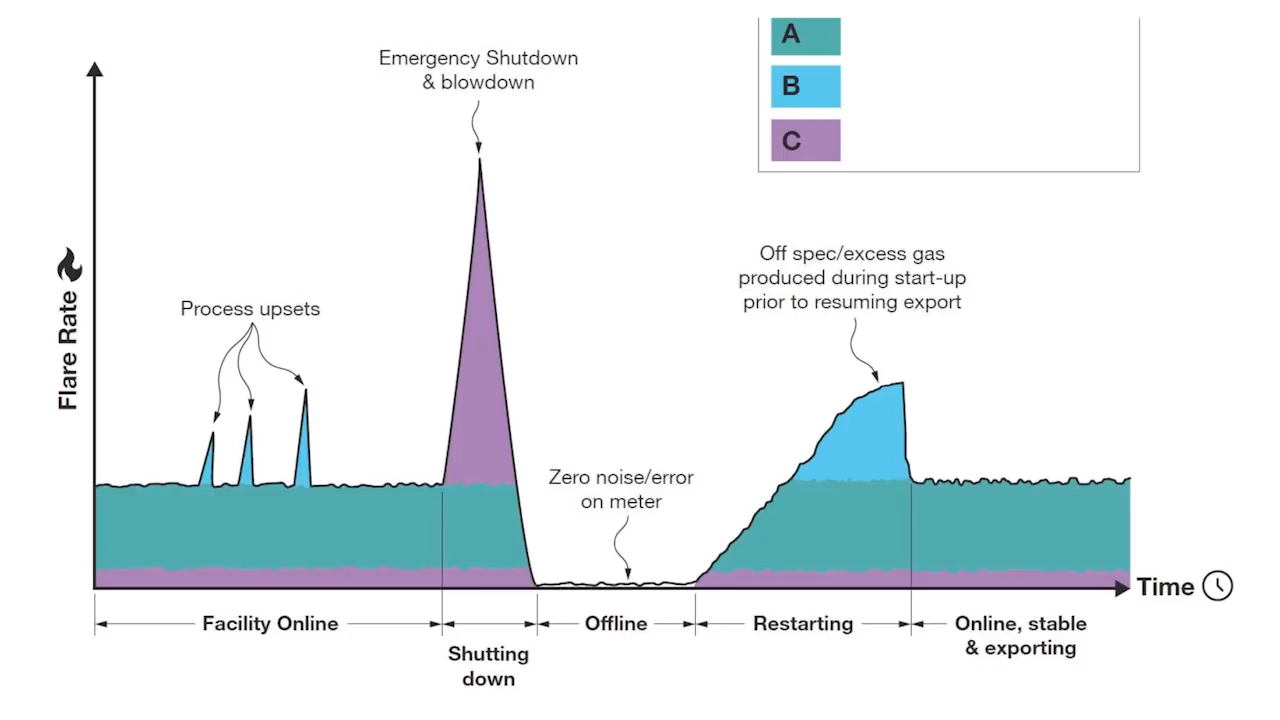 A
B
C
Emergency Shutdown
& blowdown
Off spec/excess gas
produced during start-up
prior to resuming export
Process upsets
Flare Rate
Zero noise/error
on meter
Time
Facility Online
Shutting
down
Offline
Restarting
Online, stable
& exporting